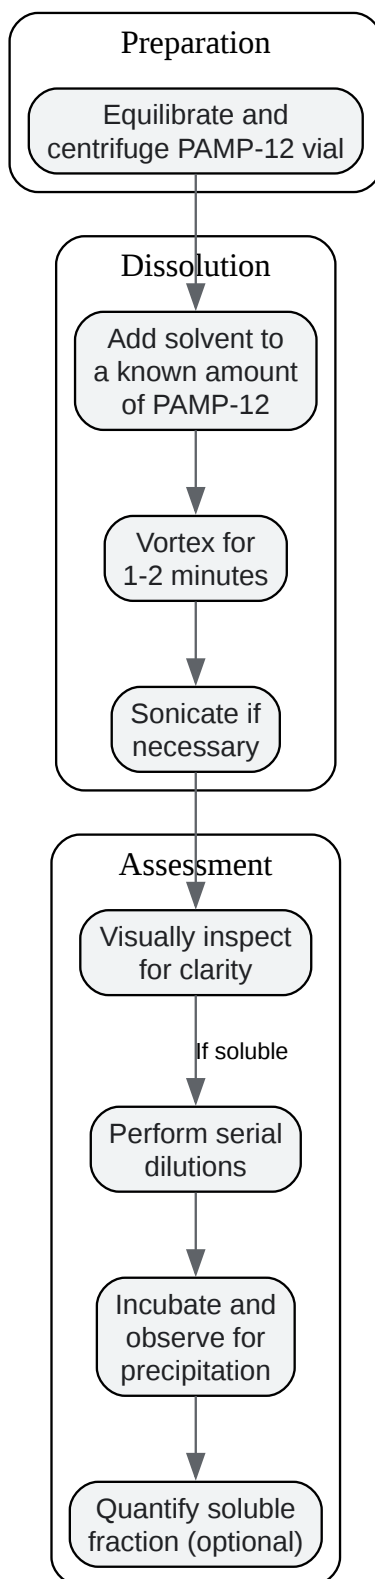 Preparation
Equilibrate and
centrifuge PAMP-12 vial
Dissolution
Add solvent to
a known amount
of PAMP-12
Vortex for
1-2 minutes
Sonicate if
necessary
Assessment
Visually inspect
for clarity
If soluble
Perform serial
dilutions
Incubate and
observe for
precipitation
Quantify soluble
fraction (optional)